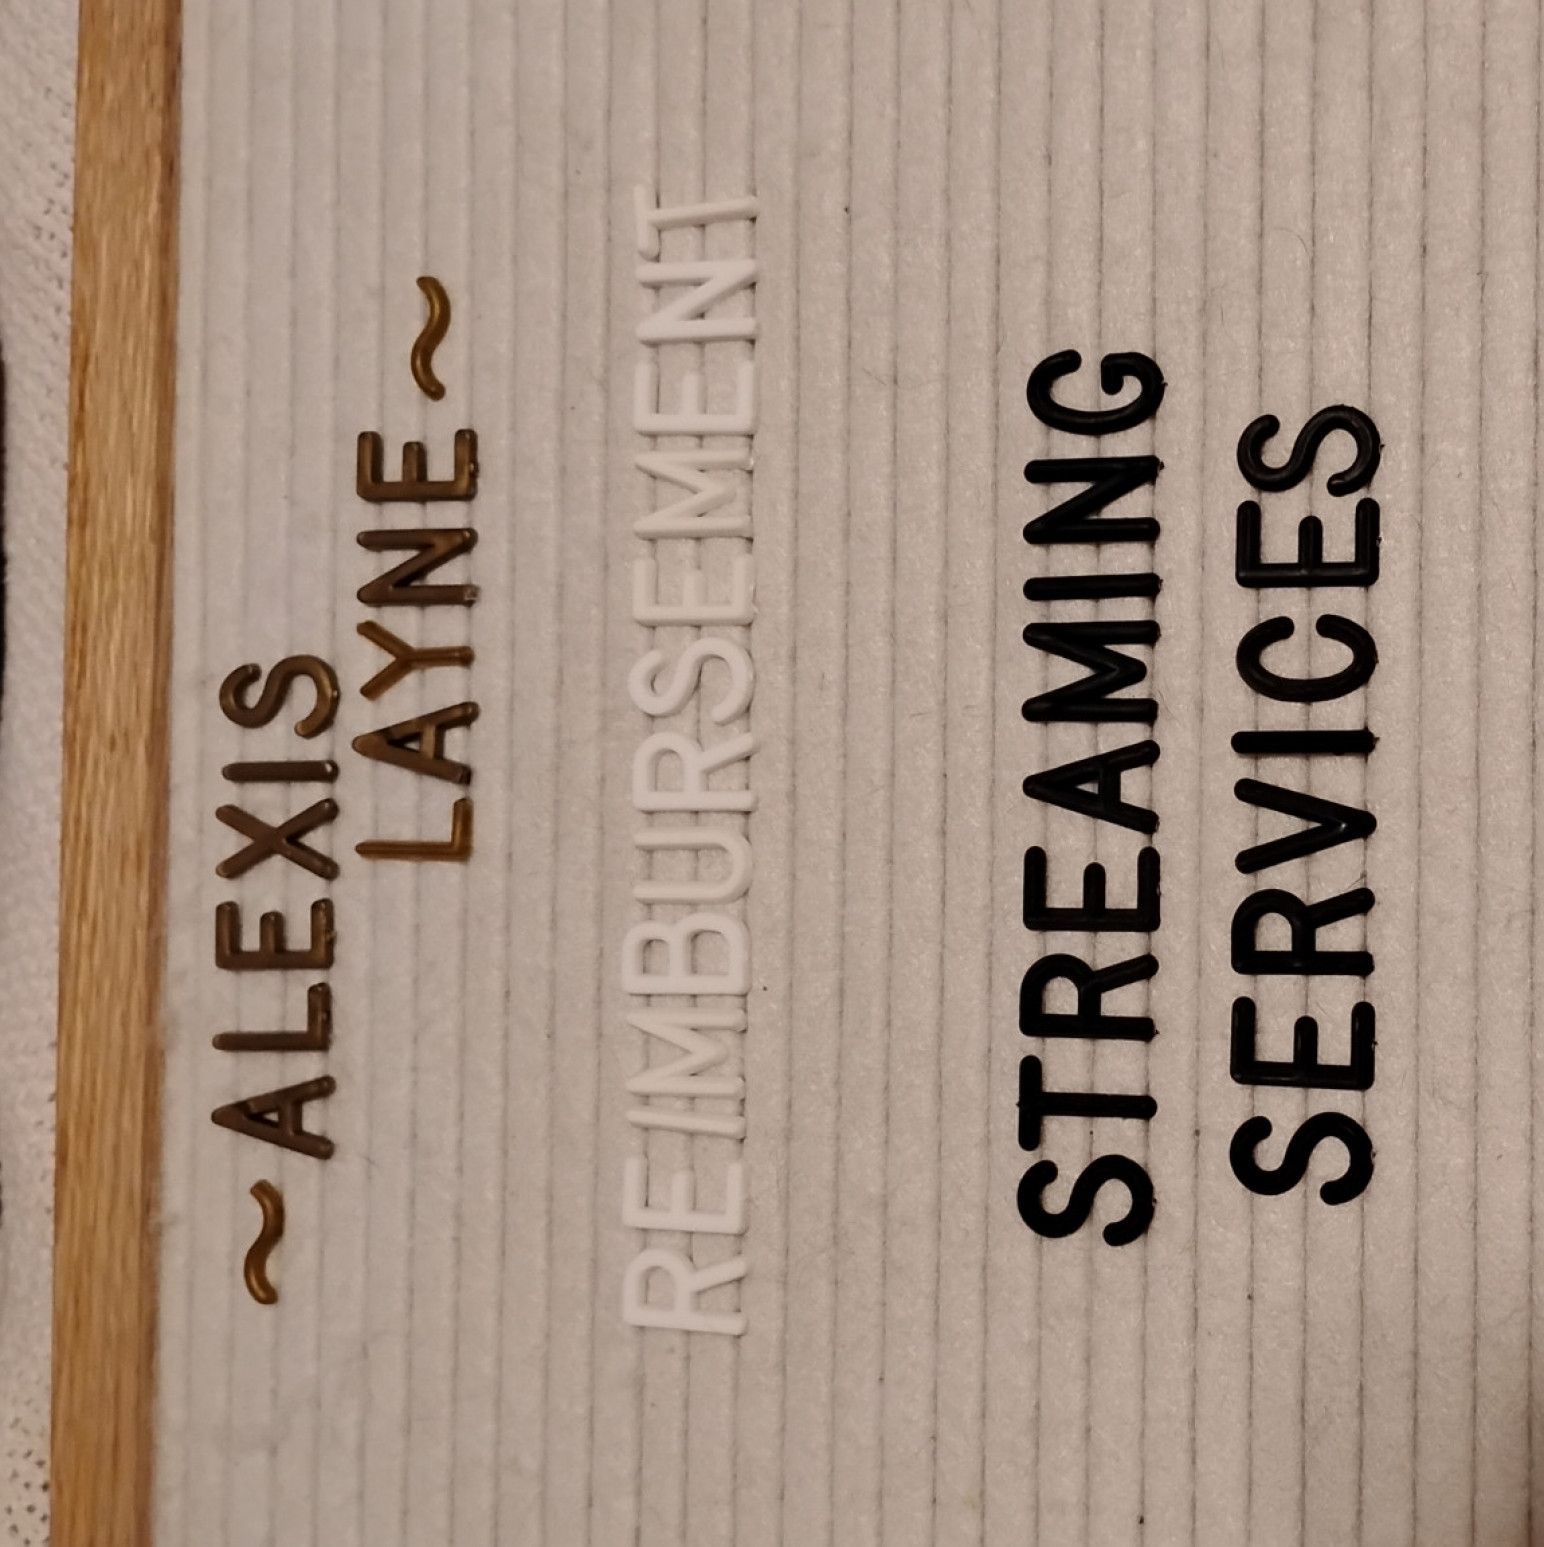 ~ALEXIS
LAYNE~
REIMBURSEMENT
STREAMING
SERVICES